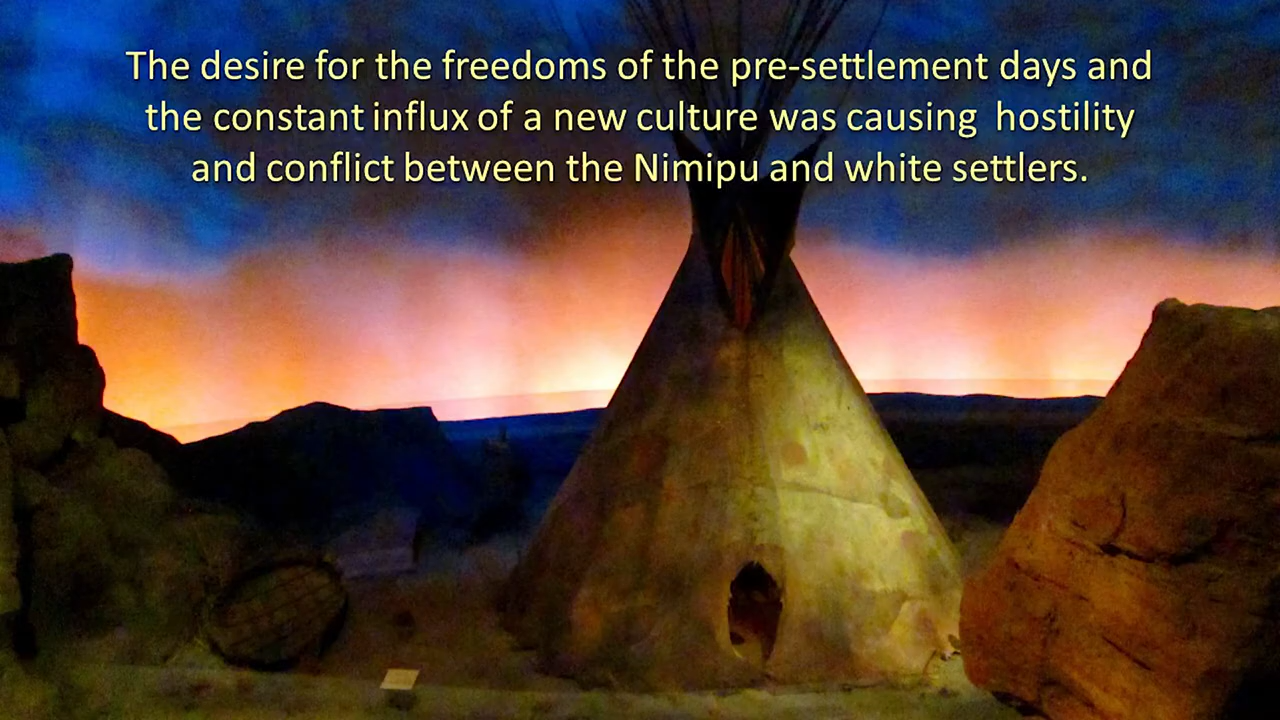 The desire for the freedoms of the pre-settlement days and
the constant influx of a new culture was causing  hostility
and conflict between the Nimipu and white settlers.